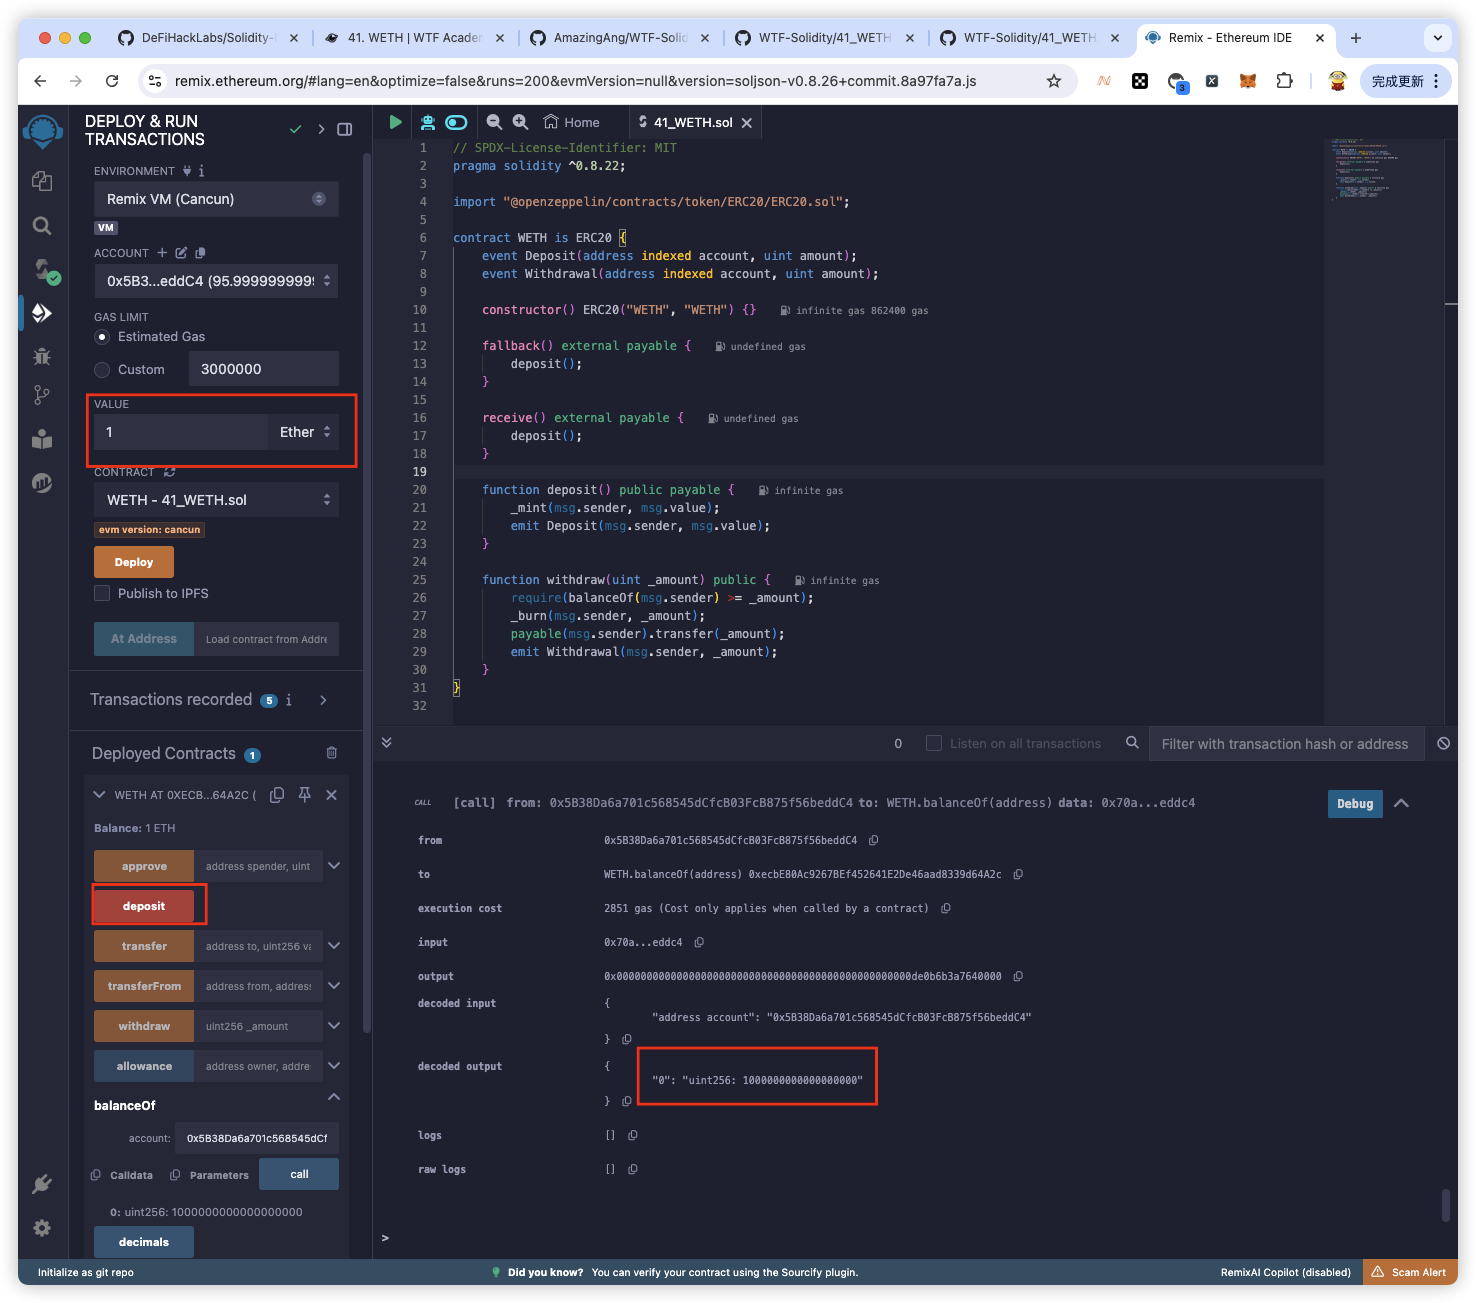 DeFiHackLabs/Solidity-
41. WETH | WTF Acade
AmazingAng/WTF-Solid
WTF-Solidity/41_WETH
WTF-Solidity/41_WETH
Remix - Ethereum IDE
remix.ethereum.org/#lang=en&optimize=false&runs=200&evmVersion=null&version=soljson-v0.8.26+commit.8a97fa7a.js
3
完成更新
DEPLOY & RUN
TRANSACTIONS
ENVIRONMENT
Remix VM (Cancun)
VM
ACCOUNT
0x5B3...eddC4 (95.9999999999
GAS LIMIT
Estimated Gas
Custom
3000000
VALUE
1
Ether
CONTRACT
WETH - 41_WETH.sol
evm version: cancun
Deploy
Publish to IPFS
At Address
Load contract from Addre
Transactions recorded 5 i
Deployed Contracts 1
WETH AT 0XECB...64A2C (
Balance: 1 ETH
approve
address spender, uint
deposit
transfer
address to, uint256 va
transferFrom
address from, address
withdraw
uint256 _amount
allowance
address owner, addre
balanceOf
account:
0x5B38Da6a701c568545dCf
Calldata
Parameters
call
0: uint256: 1000000000000000000
decimals
Home
41_WETH.sol
1 // SPDX-License-Identifier: MIT
2 pragma solidity ^0.8.22;
3
4 import "@openzeppelin/contracts/token/ERC20/ERC20.sol";
5
6 contract WETH is ERC20 {
7 event Deposit(address indexed account, uint amount);
8 event Withdrawal(address indexed account, uint amount);
9
10 constructor() ERC20("WETH", "WETH") {} infinite gas 862400 gas
11
12 fallback() external payable { undefined gas
13 deposit();
14 }
15
16 receive() external payable { undefined gas
17 deposit();
18 }
19
20 function deposit() public payable { infinite gas
21 _mint(msg.sender, msg.value);
22 emit Deposit(msg.sender, msg.value);
23 }
24
25 function withdraw(uint _amount) public { infinite gas
26 require(balanceOf(msg.sender) >= _amount);
27 _burn(msg.sender, _amount);
28 payable(msg.sender).transfer(_amount);
29 emit Withdrawal(msg.sender, _amount);
30 }
31 }
32
0
Listen on all transactions
Filter with transaction hash or address
CALL [call] from: 0x5B38Da6a701c568545dCfcB03FcB875f56beddC4 to: WETH.balanceOf(address) data: 0x70a...eddc4
Debug
from 0x5B38Da6a701c568545dCfcB03FcB875f56beddC4
to WETH.balanceOf(address) 0xecbE80Ac9267BEf452641E2De46aad8339d64A2c
execution cost 2851 gas (Cost only applies when called by a contract)
input 0x70a...eddc4
output 0x0000000000000000000000000000000000000000000000000de0b6b3a7640000
decoded input {
"address account": "0x5B38Da6a701c568545dCfcB03FcB875f56beddC4"
}
decoded output {
"0": "uint256: 1000000000000000000"
}
logs []
raw logs []
>
Initialize as git repo
Did you know? You can verify your contract using the Sourcify plugin.
RemixAI Copilot (disabled)
Scam Alert